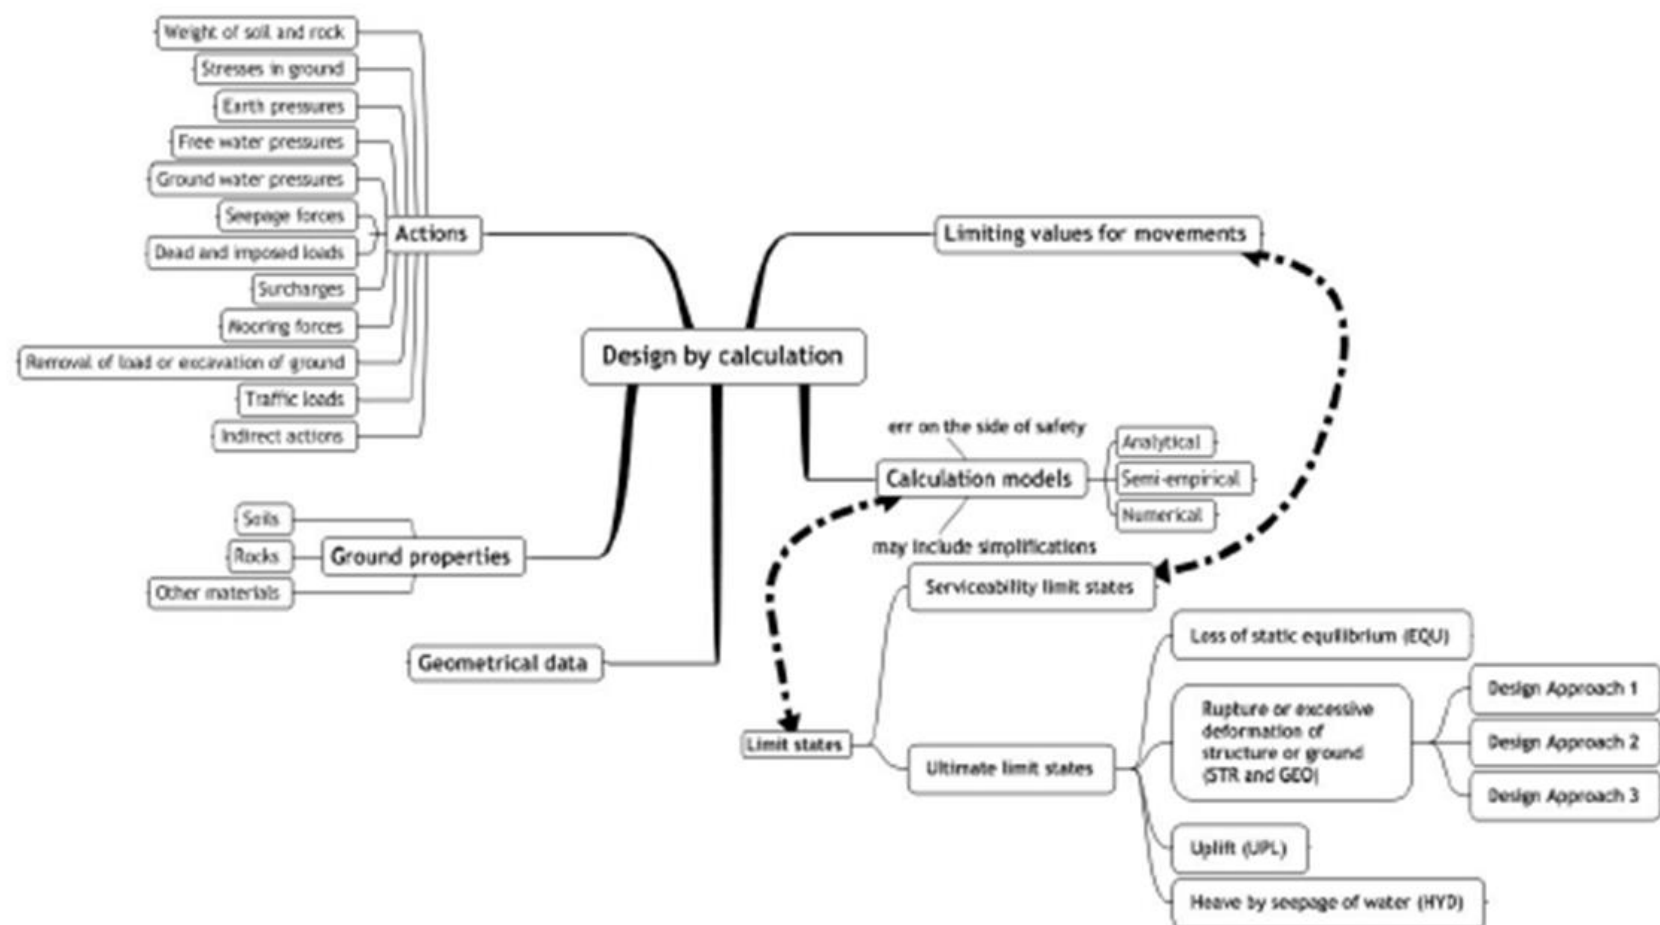 Weight of soil and rock
Stresses in ground
Earth pressures
Free water pressures
Ground water pressures
Seepage forces
Dead and imposed loads
Surcharges
Mooring forces
Removal of load or excavation of ground
Traffic loads
Indirect actions
Actions
Limiting values for movements
Design by calculation
err on the side of safety
Calculation models
may include simplifications
Analytical
Semi-empirical
Numerical
Soils
Rocks
Other materials
Ground properties
Geometrical data
Limit states
Serviceability limit states
Ultimate limit states
Loss of static equilibrium (EQU)
Rupture or excessive
deformation of
structure or ground
(STR and GEO)
Design Approach 1
Design Approach 2
Design Approach 3
Uplift (UPL)
Heave by seepage of water (HYD)